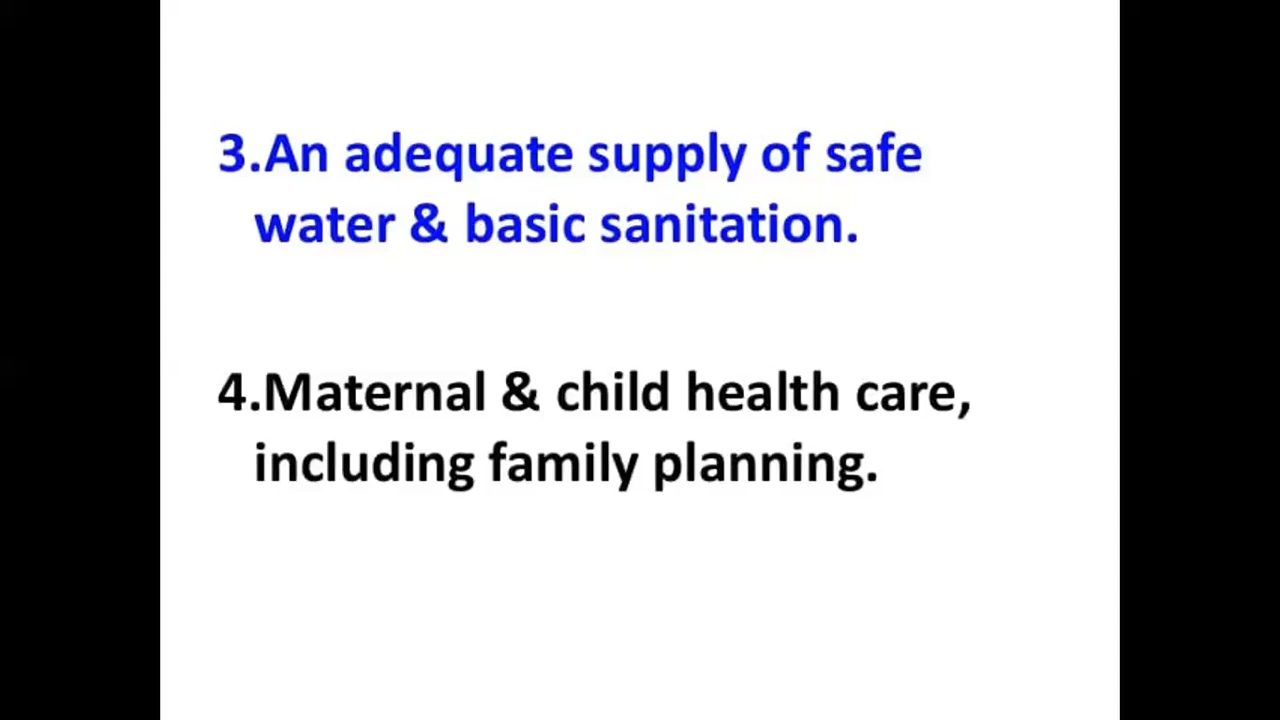 3.An adequate supply of safe
water & basic sanitation.
4.Maternal & child health care,
including family planning.